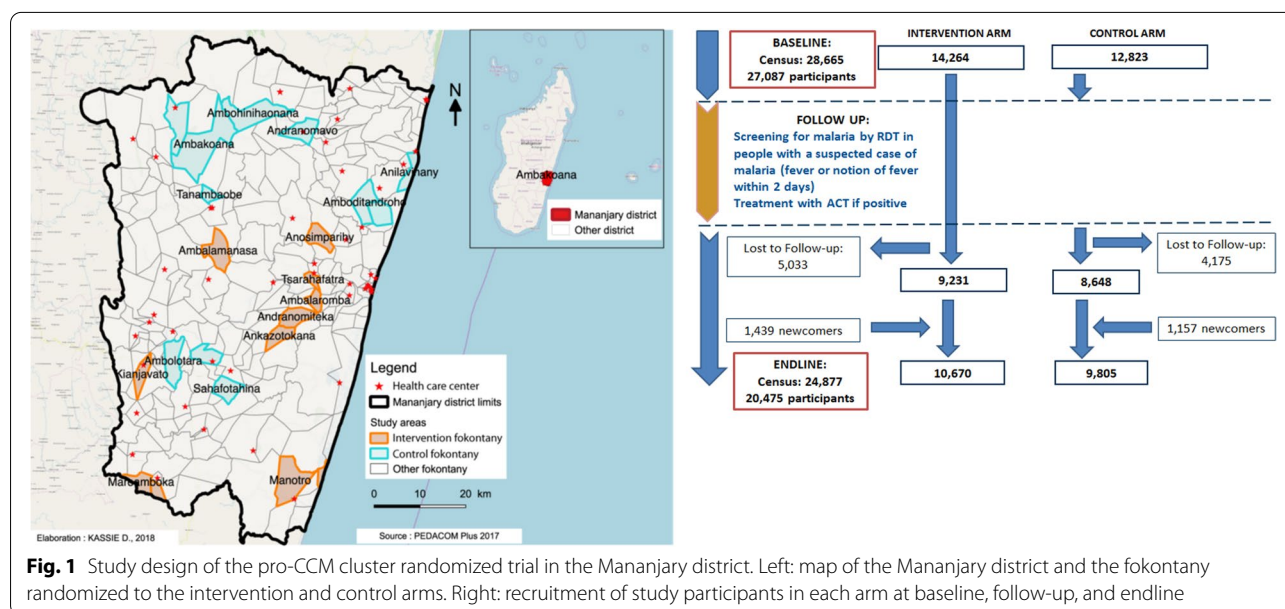 Ambohinihaonana
Andranomavo
Ambakoana
Anilavinany
Tanambaobe
Amboditandroho
Ambalamanasa
Anosimparihy
Tsarahafatra
Ambalaromba
Andranomiteka
Ankazotokana
Ambolotara
Kianjavato
Sahafotahina
Maroamboka
Manotro
N
Ambakoana
Mananjary district
Other district
Legend
Health care center
Mananjary district limits
Study areas
Intervention fokontany
Control fokontany
Other fokontany
0 10 20 km
Elaboration : KASSIE D., 2018
Source : PEDACOM Plus 2017
BASELINE:
Census: 28,665
27,087 participants
INTERVENTION ARM
14,264
CONTROL ARM
12,823
FOLLOW UP:
Screening for malaria by RDT in
people with a suspected case of
malaria (fever or notion of fever
within 2 days)
Treatment with ACT if positive
Lost to Follow-up:
5,033
Lost to Follow-up:
4,175
9,231
8,648
1,439 newcomers
1,157 newcomers
ENDLINE:
Census: 24,877
20,475 participants
10,670
9,805
Fig. 1 Study design of the pro-CCM cluster randomized trial in the Mananjary district. Left: map of the Mananjary district and the fokontany
randomized to the intervention and control arms. Right: recruitment of study participants in each arm at baseline, follow-up, and endline